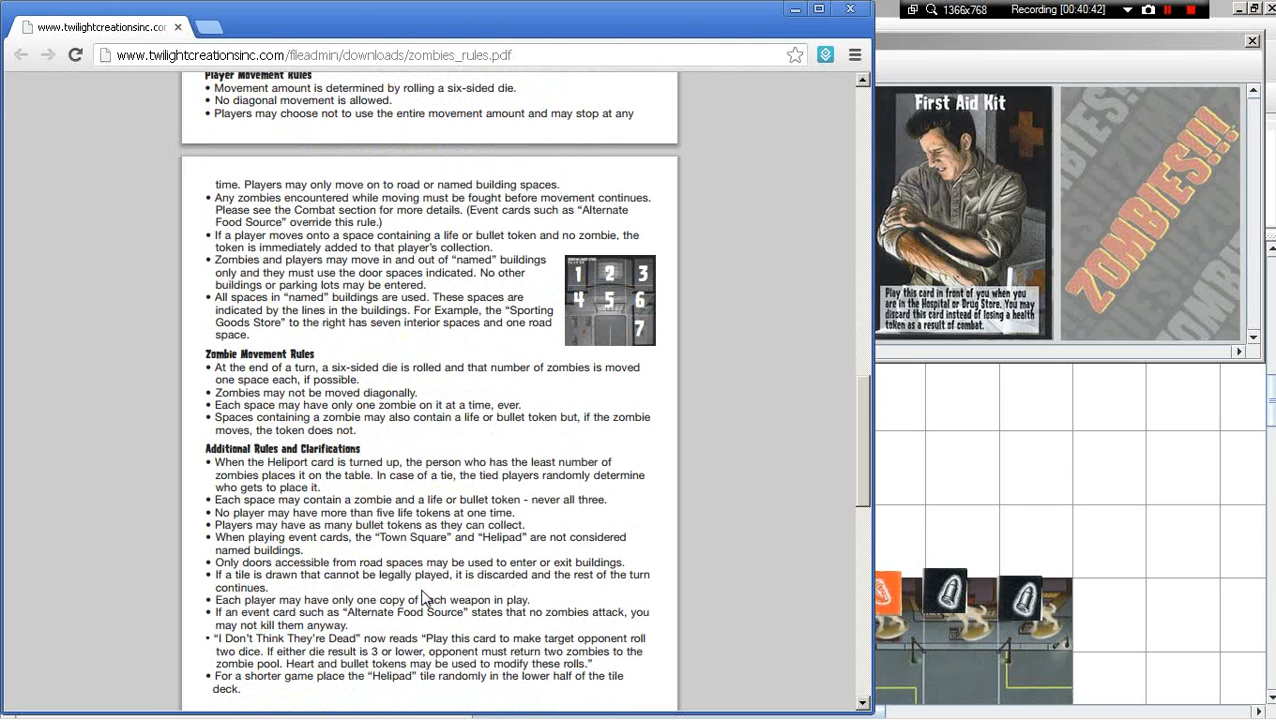 www.twilightcreationsinc.com
1366x768
Recording [00:40:42]
www.twilightcreationsinc.com/fileadmin/downloads/zombies_rules.pdf
Player Movement Rules
• Movement amount is determined by rolling a six-sided die.
• No diagonal movement is allowed.
• Players may choose not to use the entire movement amount and may stop at any
time. Players may only move on to road or named building spaces.
• Any zombies encountered while moving must be fought before movement continues.
Please see the Combat section for more details. (Event cards such as “Alternate
Food Source” override this rule.)
• If a player moves onto a space containing a life or bullet token and no zombie, the
token is immediately added to that player’s collection.
• Zombies and players may move in and out of “named” buildings
only and they must use the door spaces indicated. No other
buildings or parking lots may be entered.
• All spaces in “named” buildings are used. These spaces are
indicated by the lines in the buildings. For Example, the “Sporting
Goods Store” to the right has seven interior spaces and one road
space.
1 2 3
4 5 6
7
Zombie Movement Rules
• At the end of a turn, a six-sided die is rolled and that number of zombies is moved
one space each, if possible.
• Zombies may not be moved diagonally.
• Each space may have only one zombie on it at a time, ever.
• Spaces containing a zombie may also contain a life or bullet token but, if the zombie
moves, the token does not.
Additional Rules and Clarifications
• When the Heliport card is turned up, the person who has the least number of
zombies places it on the table. In case of a tie, the tied players randomly determine
who gets to place it.
• Each space may contain a zombie and a life or bullet token - never all three.
• No player may have more than five life tokens at one time.
• Players may have as many bullet tokens as they can collect.
• When playing event cards, the “Town Square” and “Helipad” are not considered
named buildings.
• Only doors accessible from road spaces may be used to enter or exit buildings.
• If a tile is drawn that cannot be legally played, it is discarded and the rest of the turn
continues.
• Each player may have only one copy of each weapon in play.
• If an event card such as “Alternate Food Source” states that no zombies attack, you
may not kill them anyway.
• “I Don’t Think They’re Dead” now reads “Play this card to make target opponent roll
two dice. If either die result is 3 or lower, opponent must return two zombies to the
zombie pool. Heart and bullet tokens may be used to modify these rolls.”
• For a shorter game place the “Helipad” tile randomly in the lower half of the tile
deck.
First Aid Kit
Play this card in front of you when you
are in the Hospital or Drug Store. You may
discard this card instead of losing a health
token as a result of combat.
ZOMBIES!!!